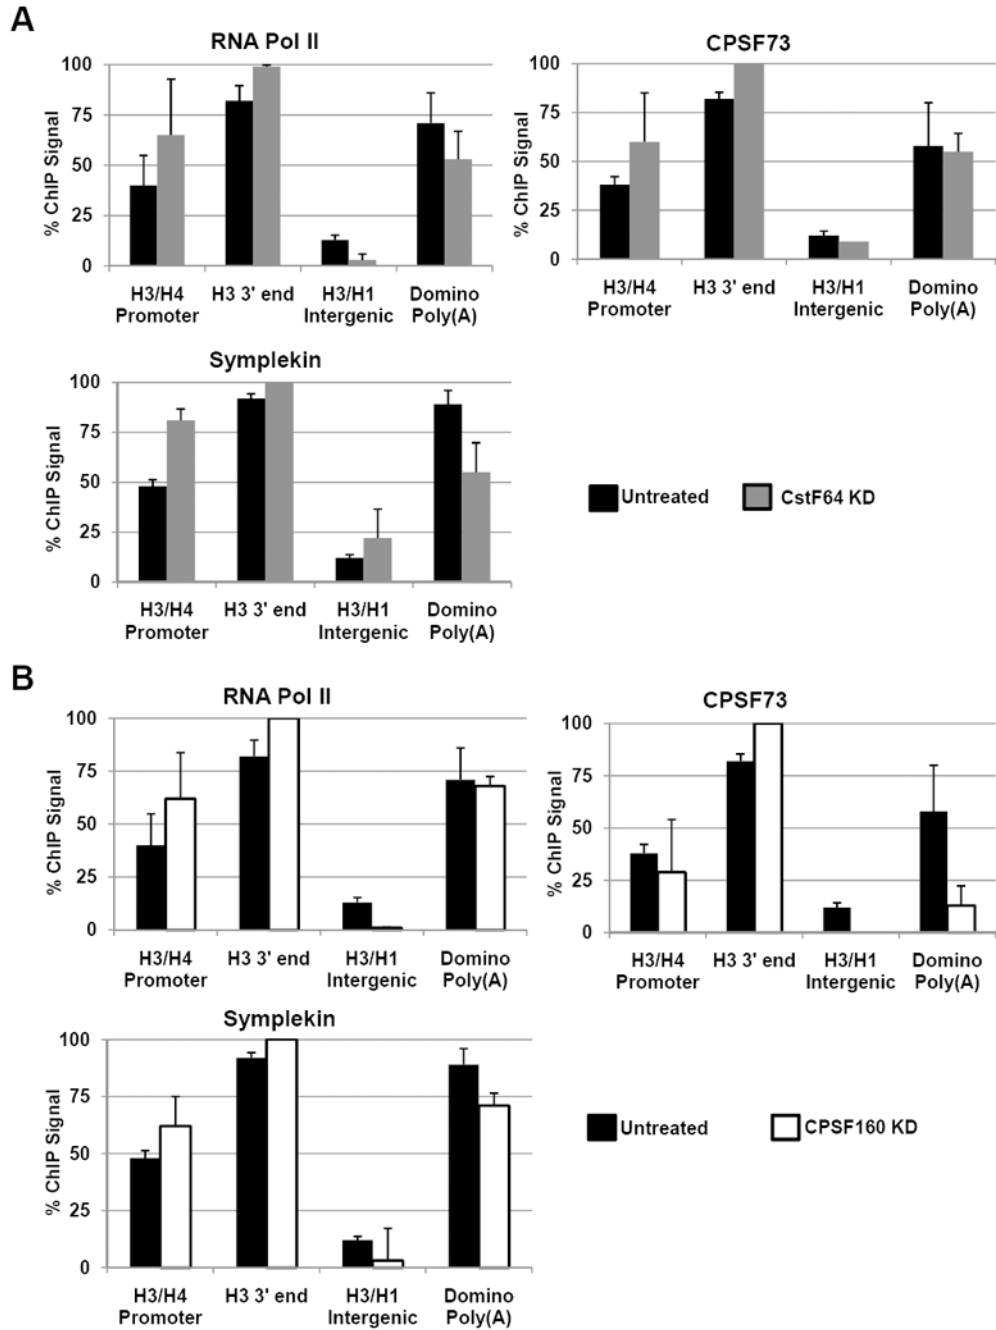 A
RNA Pol II
% ChIP Signal
100
75
50
25
0
H3/H4
Promoter
H3 3' end
H3/H1
Intergenic
Domino
Poly(A)
CPSF73
% ChIP Signal
100
75
50
25
0
H3/H4
Promoter
H3 3' end
H3/H1
Intergenic
Domino
Poly(A)
Symplekin
% ChIP Signal
100
75
50
25
0
H3/H4
Promoter
H3 3' end
H3/H1
Intergenic
Domino
Poly(A)
Untreated
CstF64 KD
B
RNA Pol II
% ChIP Signal
100
75
50
25
0
H3/H4
Promoter
H3 3' end
H3/H1
Intergenic
Domino
Poly(A)
CPSF73
% ChIP Signal
100
75
50
25
0
H3/H4
Promoter
H3 3' end
H3/H1
Intergenic
Domino
Poly(A)
Symplekin
% ChIP Signal
100
75
50
25
0
H3/H4
Promoter
H3 3' end
H3/H1
Intergenic
Domino
Poly(A)
Untreated
CPSF160 KD